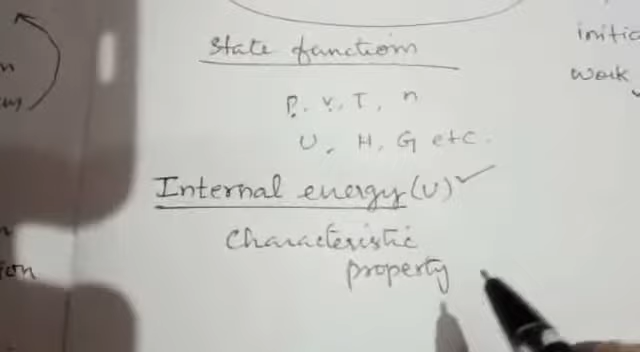 State function
initia
work
P, V, T, n
U, H, G etc.
Internal energy (U) ✓
Characteristic
property